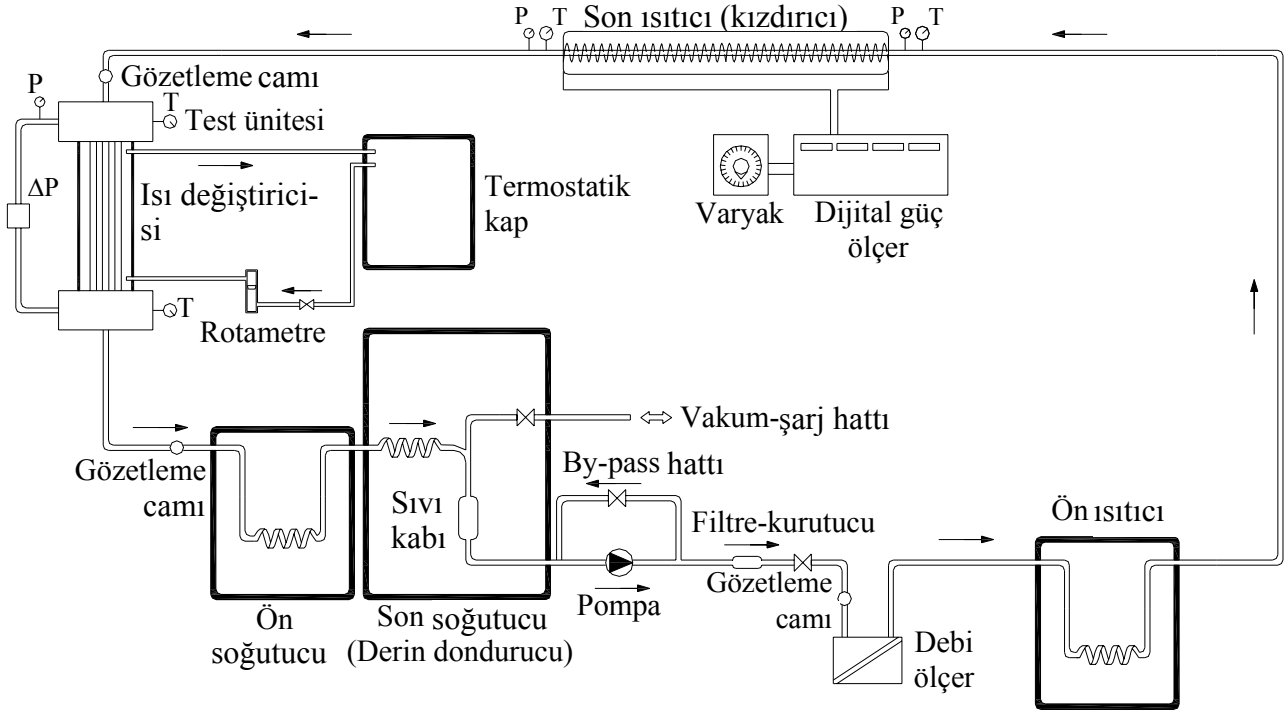 P
T
Son ısıtıcı (kızdırıcı)
P
T
Gözetleme camı
P
T
Test ünitesi
ΔP
Isı değiştirici-
si
Termostatik
kap
Varyak
Dijital güç
ölçer
T
Rotametre
Vakum-şarj hattı
Gözetleme
camı
By-pass hattı
Sıvı
kabı
Filtre-kurutucu
Ön ısıtıcı
Pompa
Gözetleme
camı
Ön
soğutucu
Son soğutucu
(Derin dondurucu)
Debi
ölçer